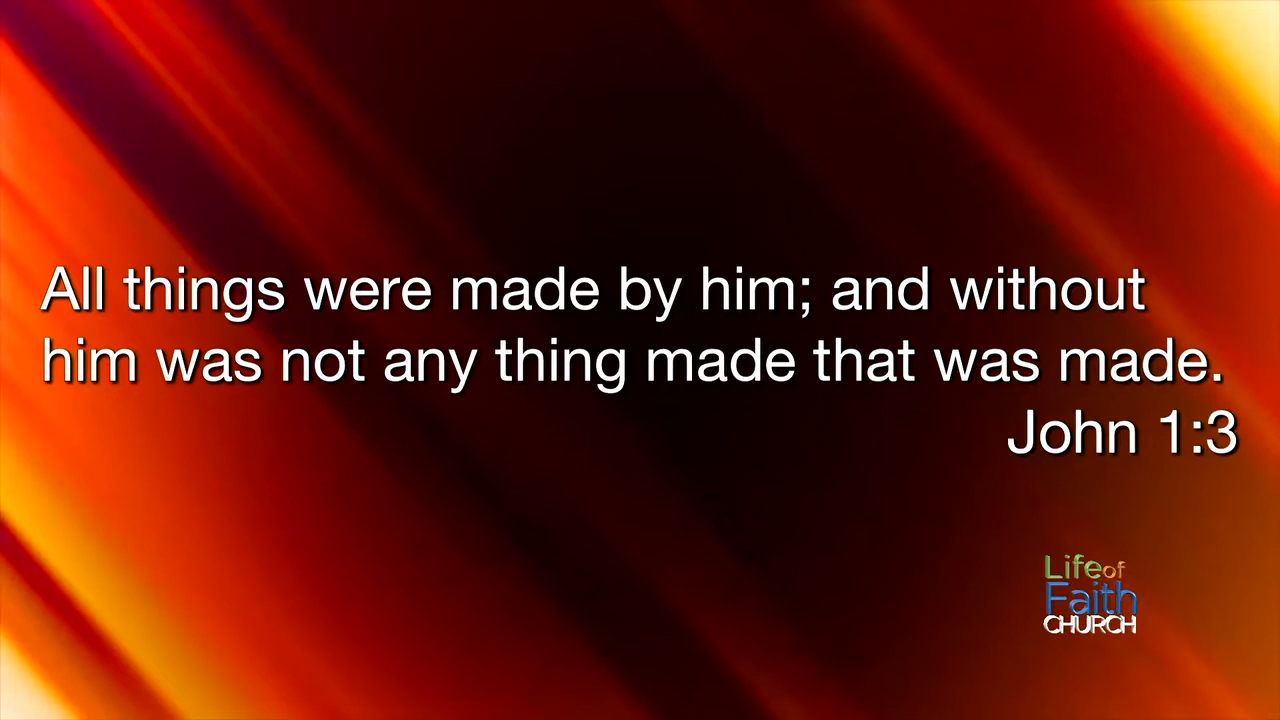 All things were made by him; and without
him was not any thing made that was made.
John 1:3
Life of
Faith
CHURCH